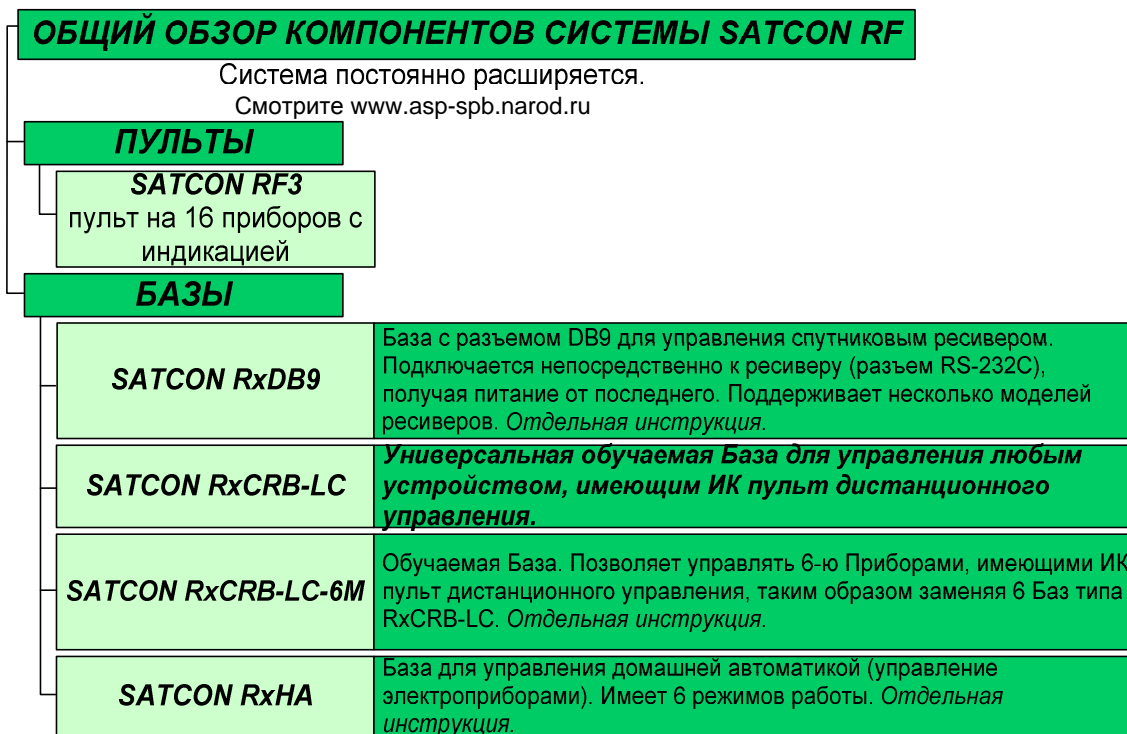 ОБЩИЙ ОБЗОР КОМПОНЕНТОВ СИСТЕМЫ SATCON RF
Система постоянно расширяется.
Смотрите www.asp-spb.narod.ru
ПУЛЬТЫ
SATCON RF3
пульт на 16 приборов с
индикацией
БАЗЫ
SATCON RxDB9
База с разъемом DB9 для управления спутниковым ресивером.
Подключается непосредственно к ресиверу (разъем RS-232C),
получая питание от последнего. Поддерживает несколько моделей
ресиверов. Отдельная инструкция.
SATCON RxCRB-LC
Универсальная обучаемая База для управления любым
устройством, имеющим ИК пульт дистанционного
управления.
SATCON RxCRB-LC-6M
Обучаемая База. Позволяет управлять 6-ю Приборами, имеющими ИК
пульт дистанционного управления, таким образом заменяя 6 Баз типа
RxCRB-LC. Отдельная инструкция.
SATCON RxHA
База для управления домашней автоматикой (управление
электроприборами). Имеет 6 режимов работы. Отдельная
инструкция.